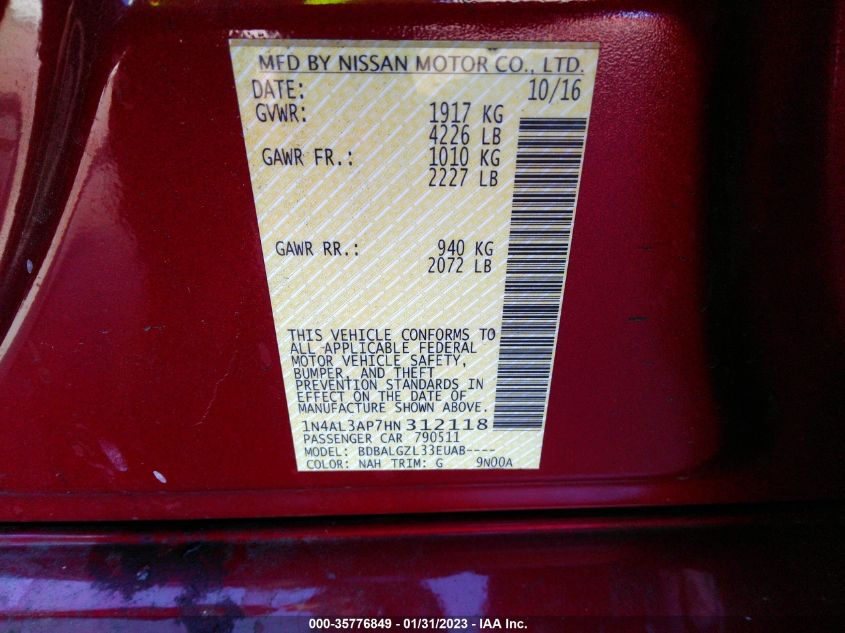 MFD BY NISSAN MOTOR CO., LTD.
DATE: 10/16
GVWR: 1917 KG
4226 LB
GAWR FR.: 1010 KG
2227 LB
GAWR RR.: 940 KG
2072 LB
THIS VEHICLE CONFORMS TO
ALL APPLICABLE FEDERAL
MOTOR VEHICLE SAFETY,
BUMPER, AND THEFT
PREVENTION STANDARDS IN
EFFECT ON THE DATE OF
MANUFACTURE SHOWN ABOVE.
1N4AL3AP7HN312118
PASSENGER CAR 790511
MODEL: BDBALGZL33EUAB----
COLOR: NAH TRIM: G 9N00A
000-35776849 - 01/31/2023 - © IAA Inc.